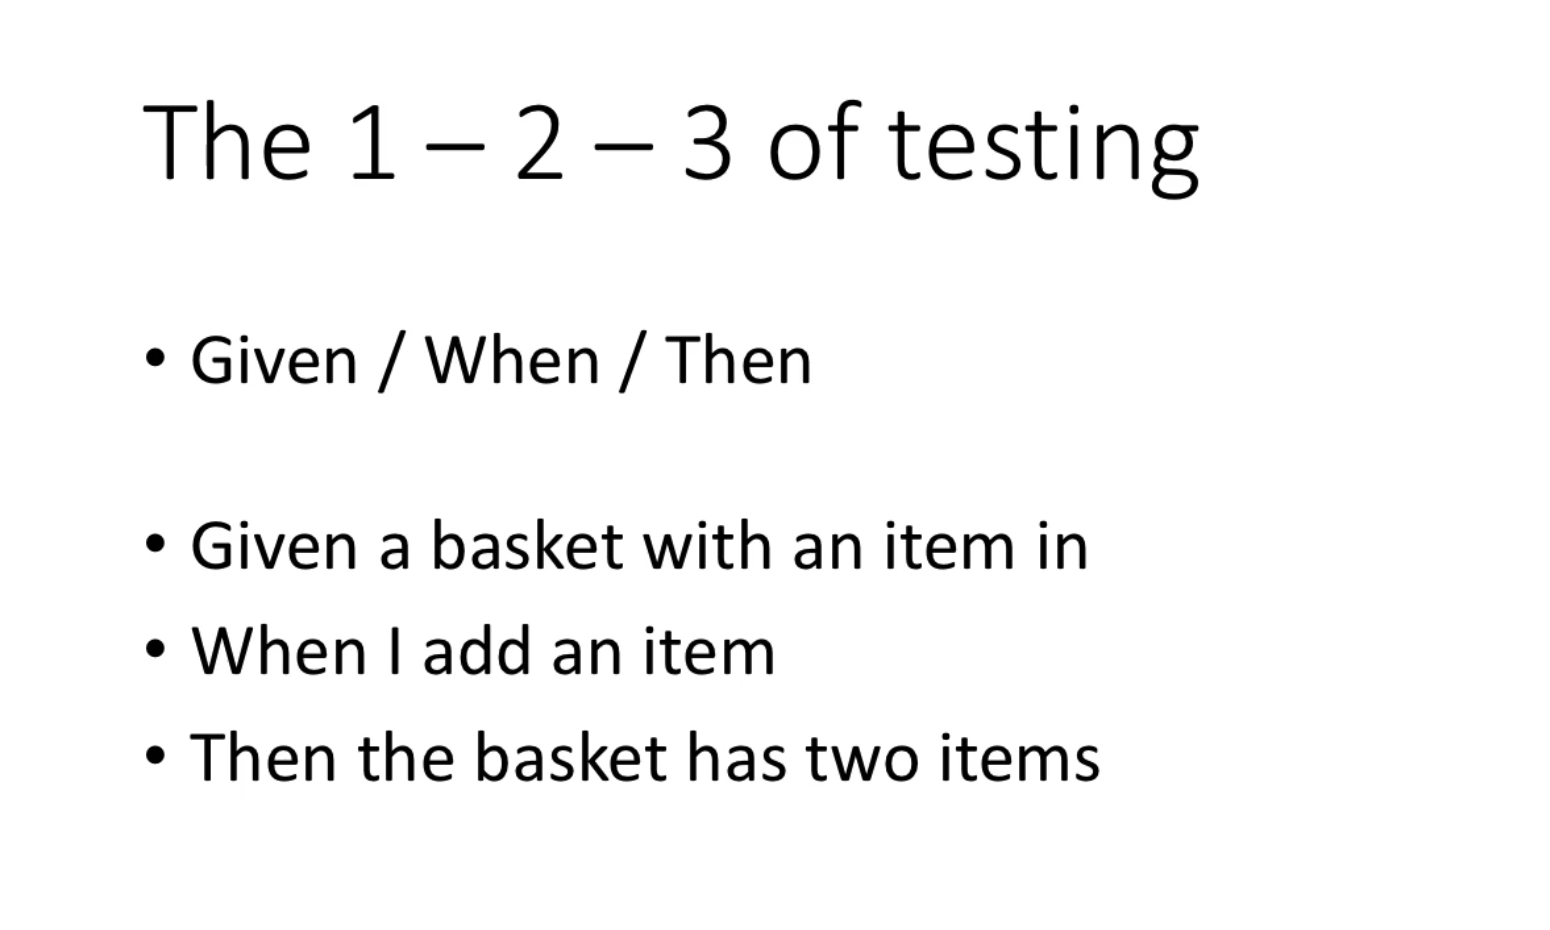 The 1 – 2 – 3 of testing
• Given / When / Then
• Given a basket with an item in
• When I add an item
• Then the basket has two items